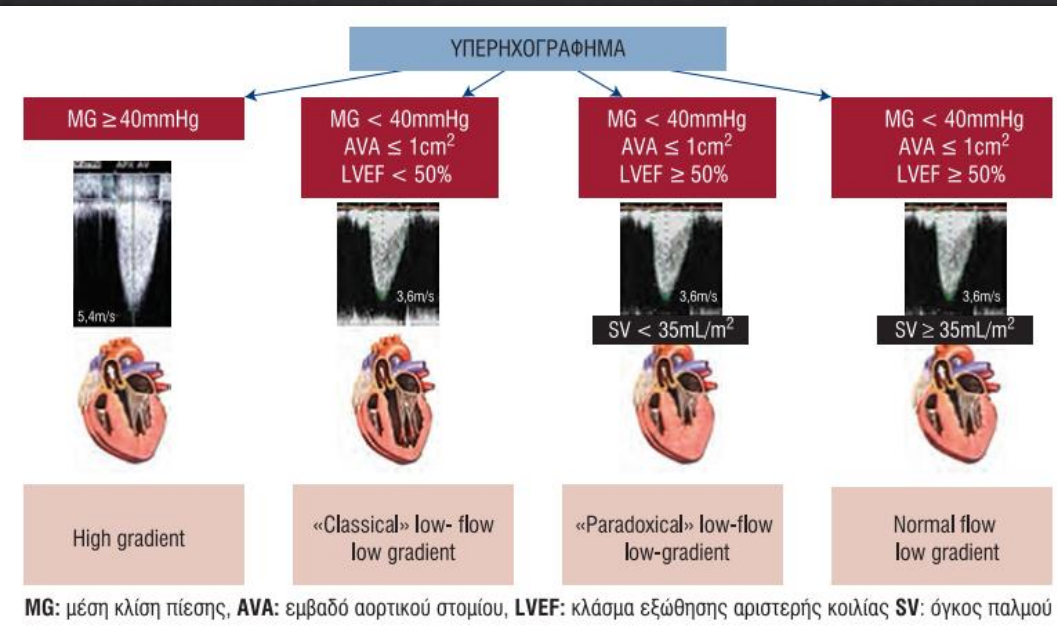 ΥΠΕΡΗΧΟΓΡΑΦΗΜΑ
MG ≥ 40mmHg
MG < 40mmHg
AVA ≤ 1cm²
LVEF < 50%
MG < 40mmHg
AVA ≤ 1cm²
LVEF ≥ 50%
MG < 40mmHg
AVA ≤ 1cm²
LVEF ≥ 50%
5,4m/s
3,6m/s
3,6m/s
3,6m/s
SV < 35mL/m²
SV ≥ 35mL/m²
High gradient
«Classical» low- flow
low gradient
«Paradoxical» low-flow
low-gradient
Normal flow
low gradient
MG: μέση κλίση πίεσης, AVA: εμβαδό αορτικού στομίου, LVEF: κλάσμα εξώθησης αριστερής κοιλίας SV: όγκος παλμού